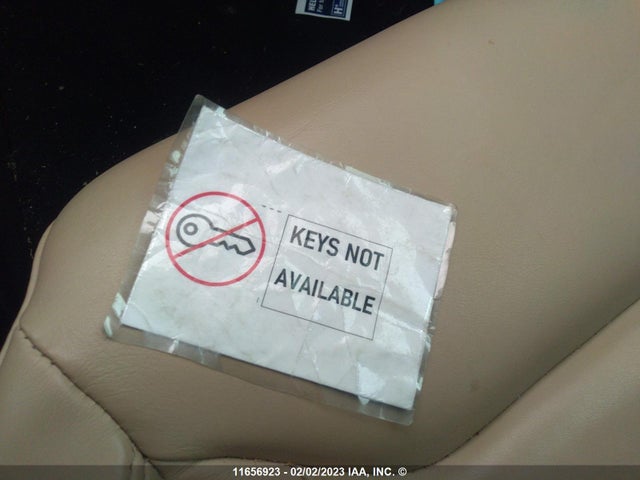 KEYS NOT
AVAILABLE
11656923 - 02/02/2023 IAA, INC. ©